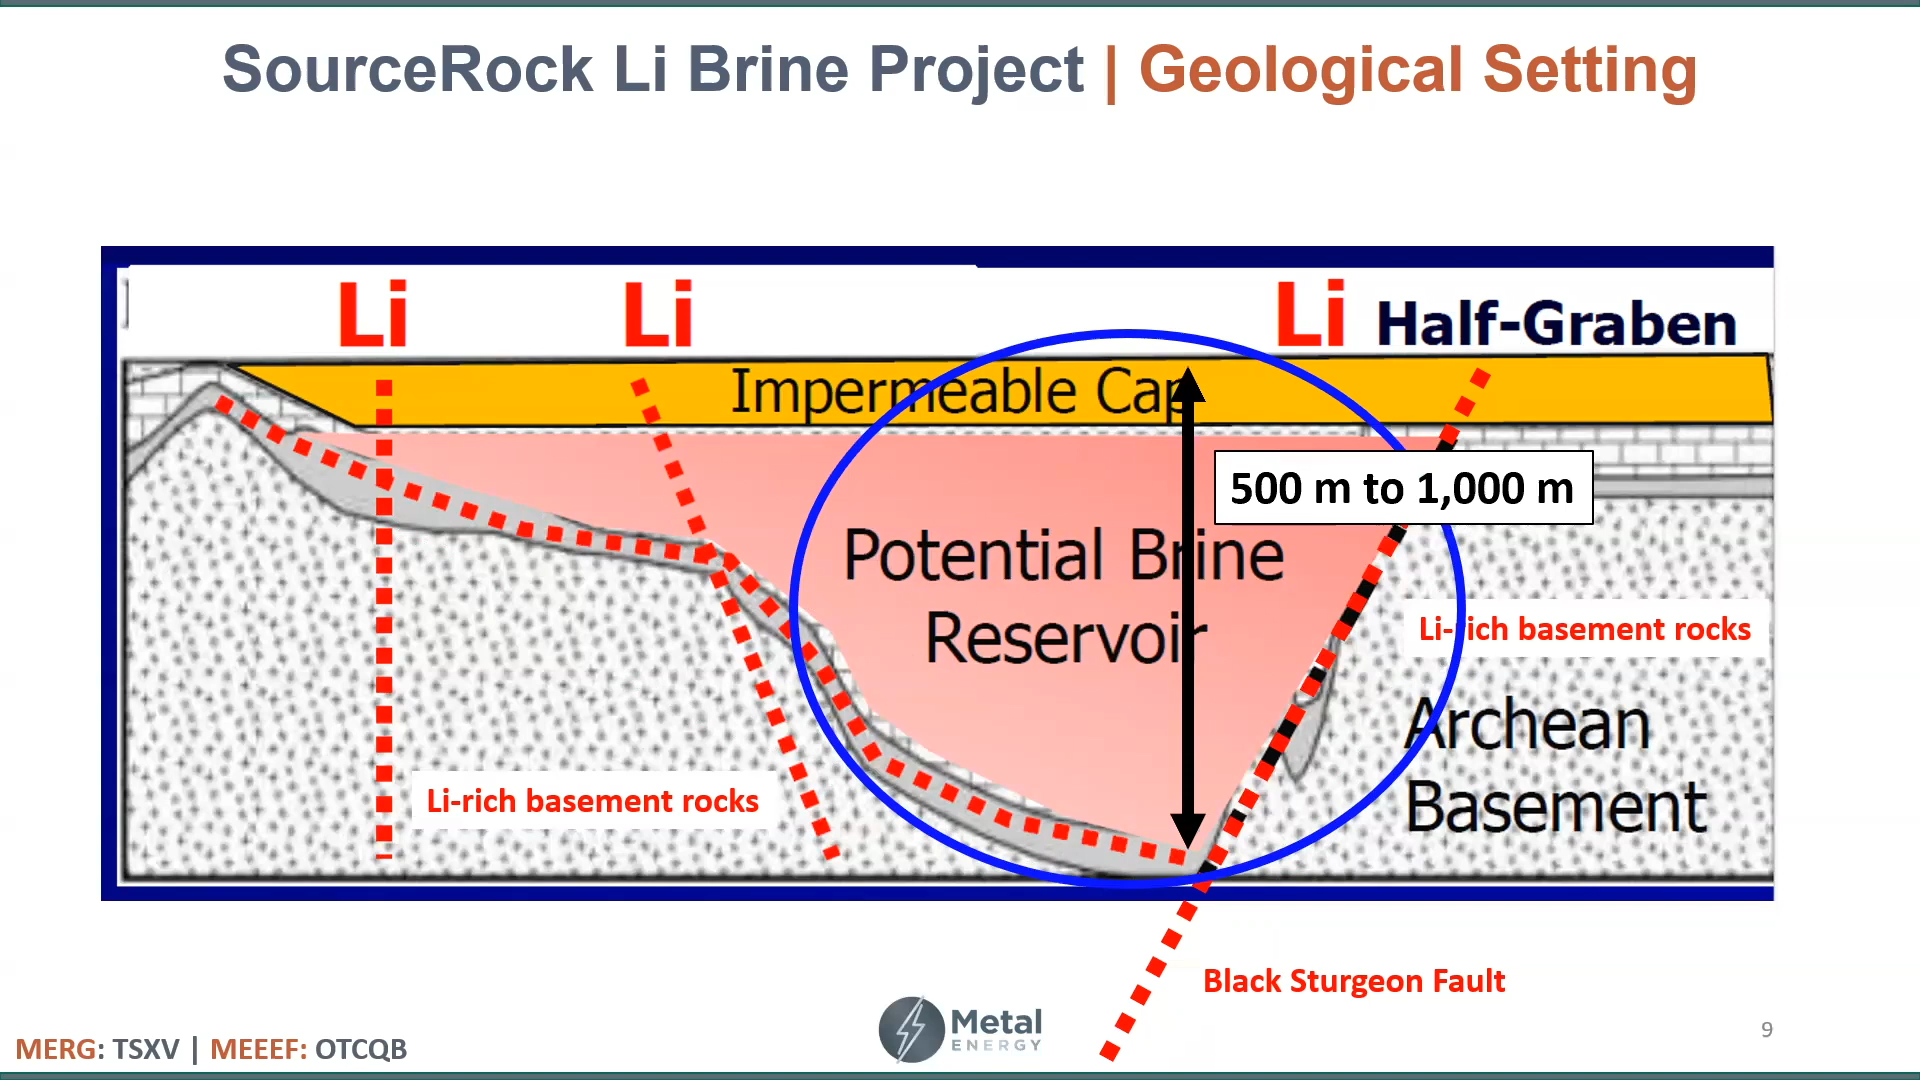 SourceRock Li Brine Project | Geological Setting
Li
Li
Li
Half-Graben
Impermeable Cap
500 m to 1,000 m
Potential Brine
Reservoir
Li-rich basement rocks
Archean
Basement
Li-rich basement rocks
Black Sturgeon Fault
Metal
ENERGY
MERG: TSXV | MEEEF: OTCQB
9